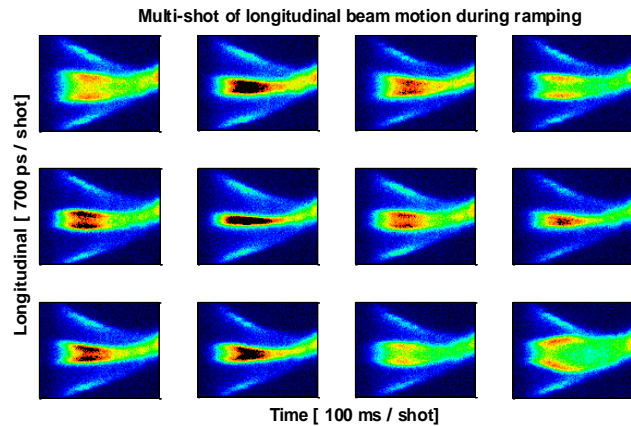 Multi-shot of longitudinal beam motion during ramping
Longitudinal [ 700 ps / shot]
Time [ 100 ms / shot]